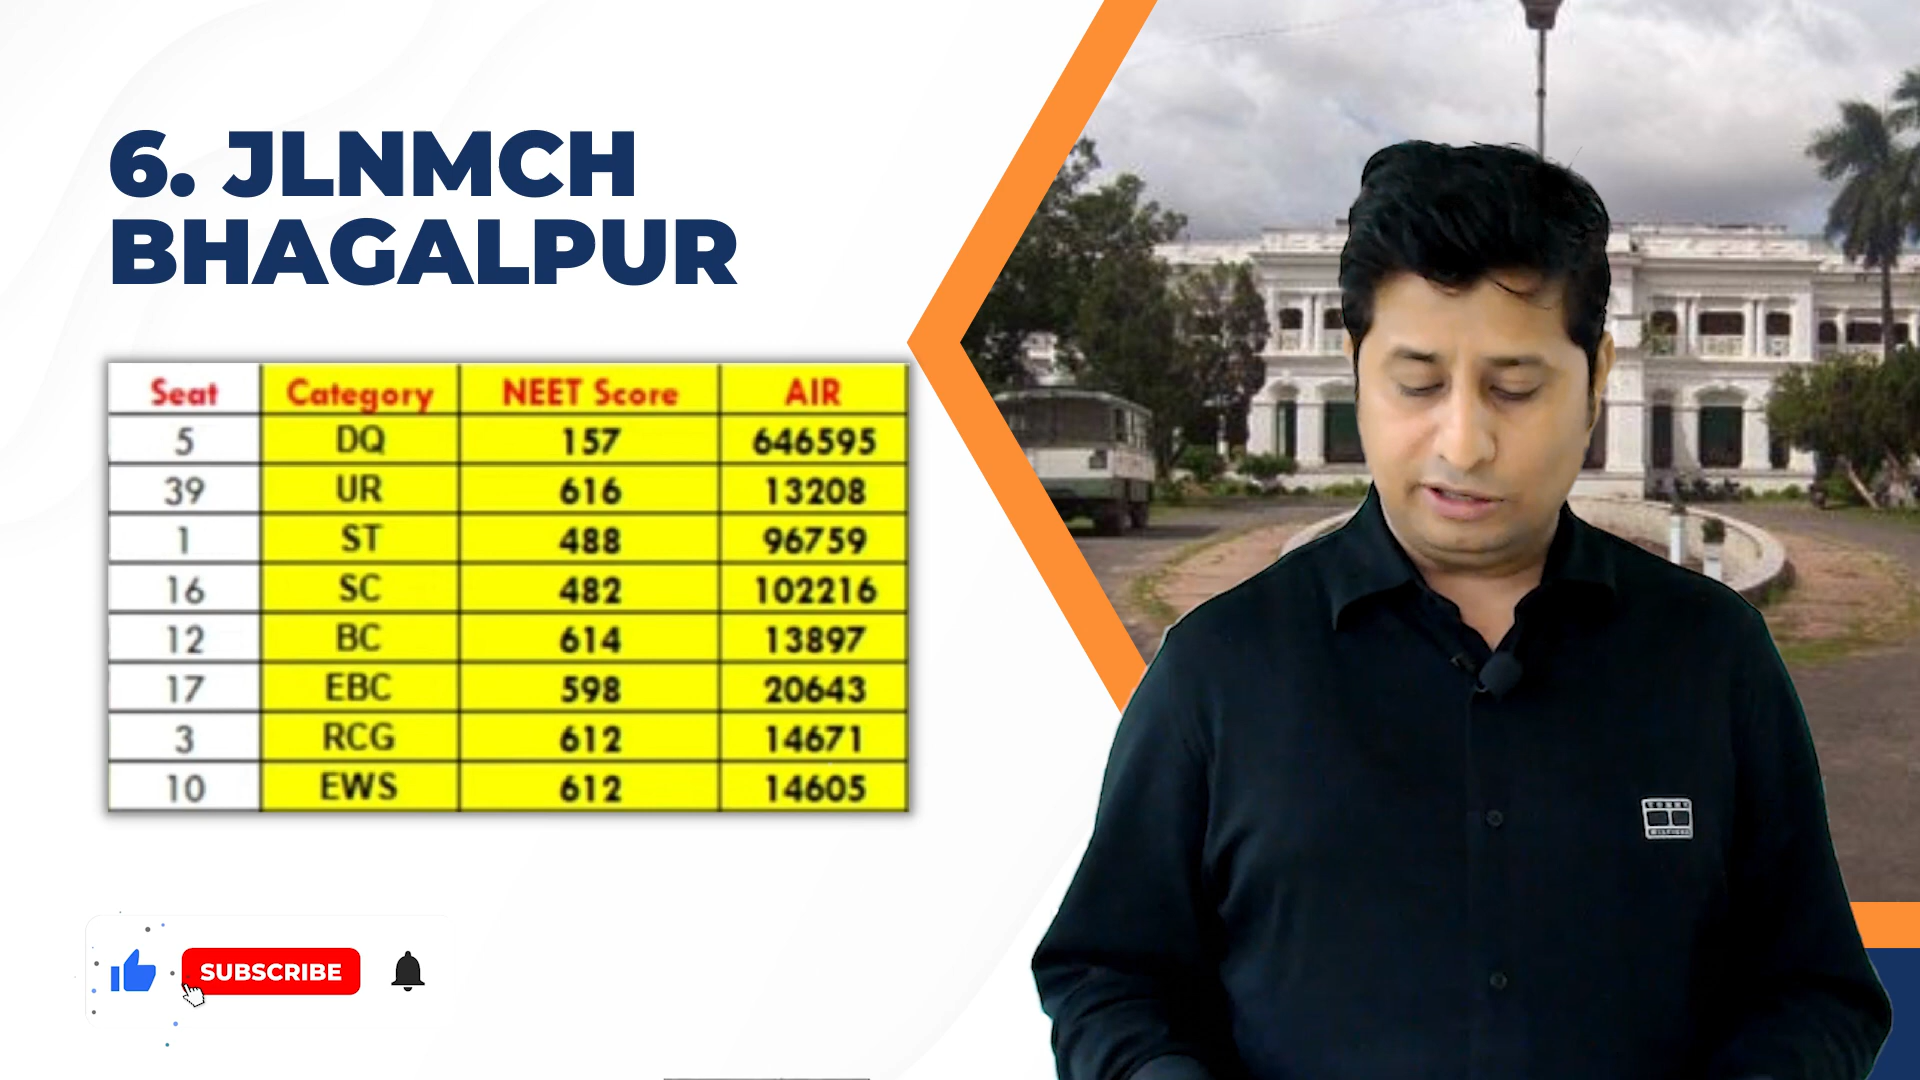 6. JLNMCH
BHAGALPUR
Seat Category NEET Score AIR
5 DQ 157 646595
39 UR 616 13208
1 ST 488 96759
16 SC 482 102216
12 BC 614 13897
17 EBC 598 20643
3 RCG 612 14671
10 EWS 612 14605
SUBSCRIBE